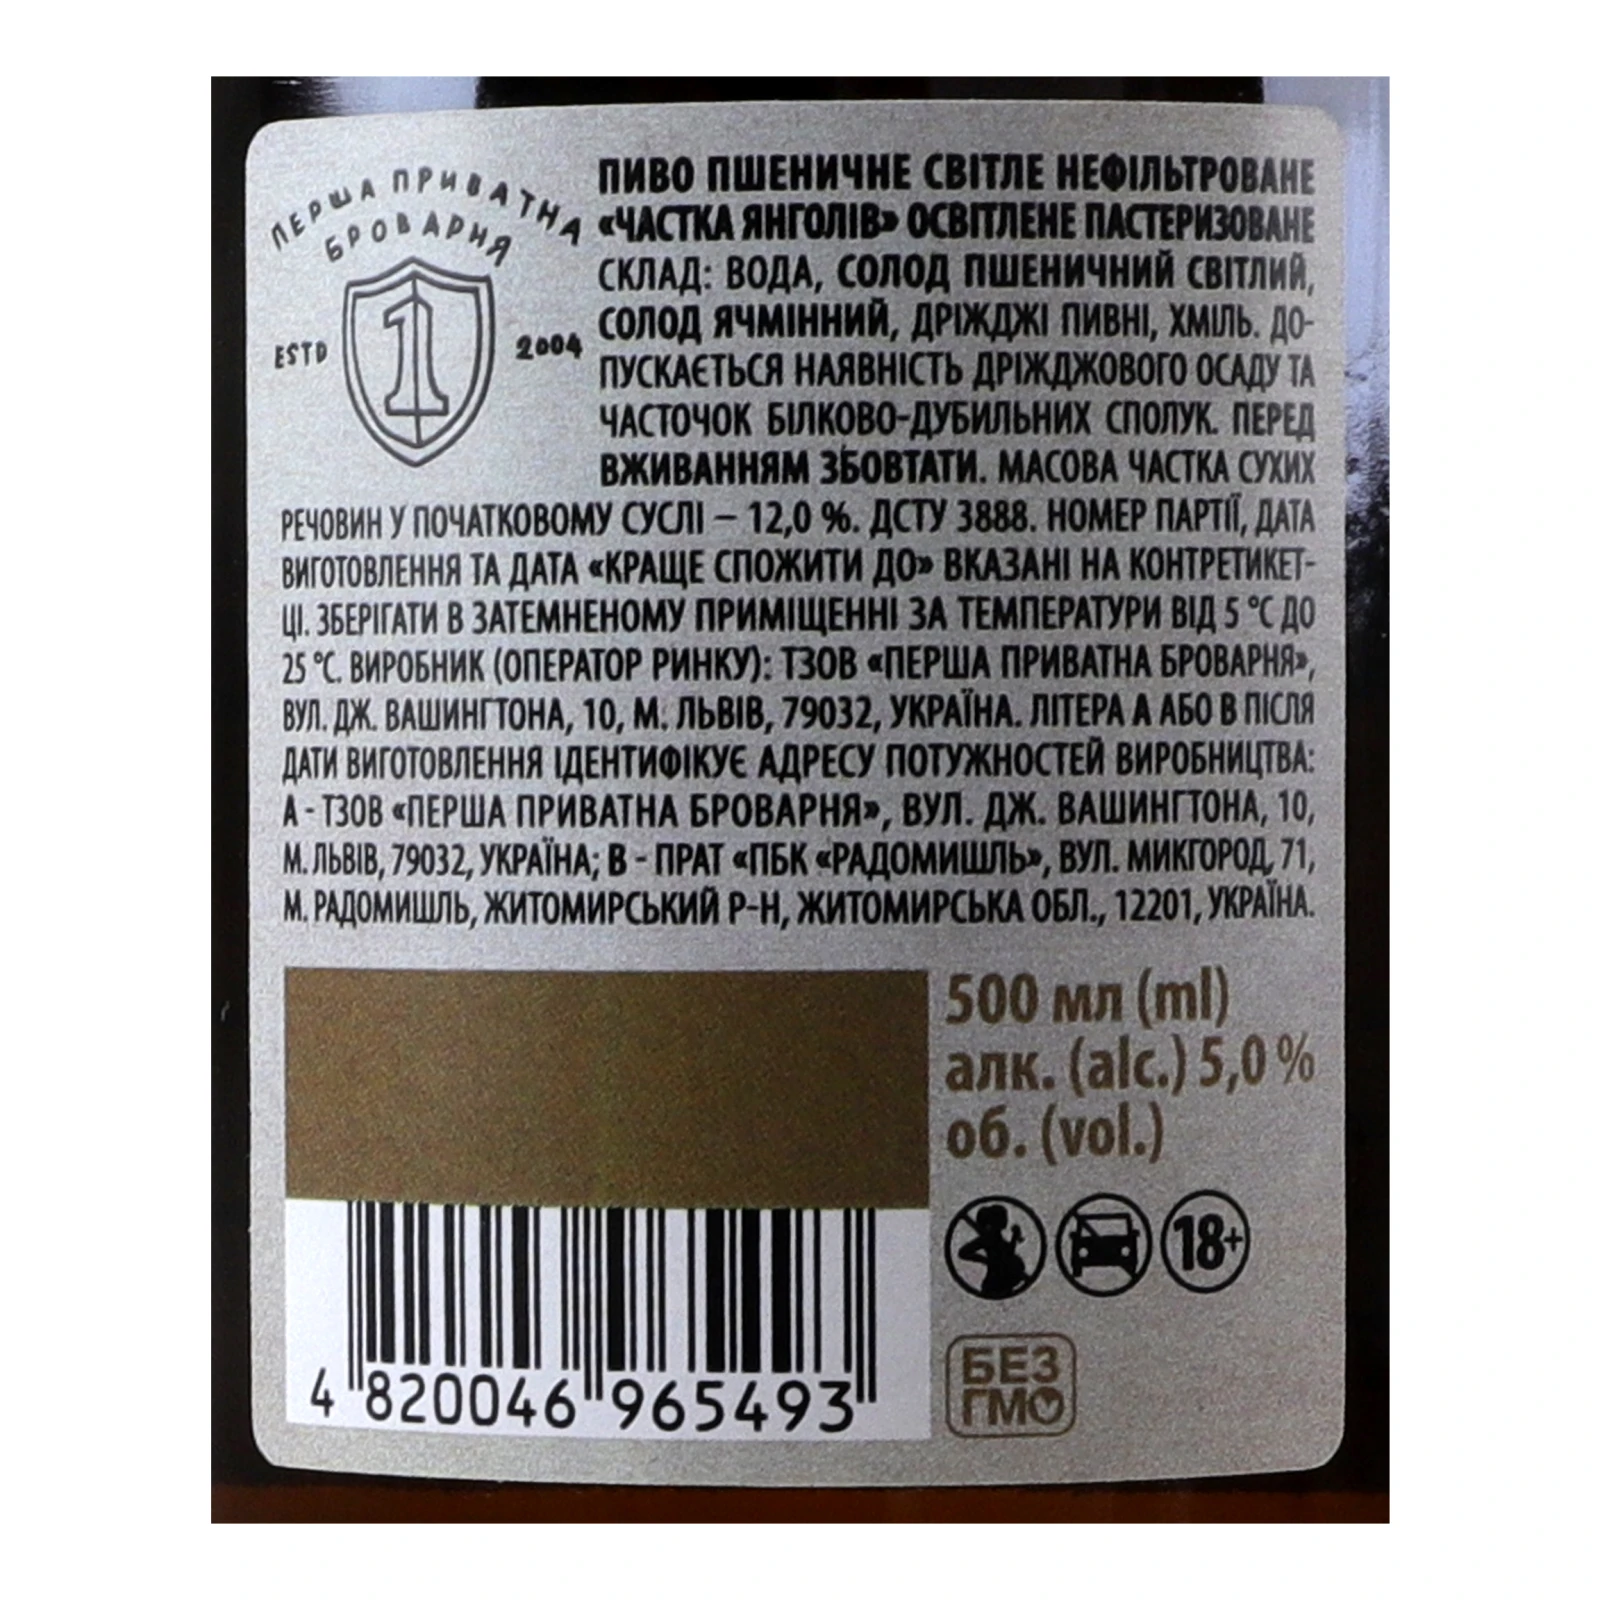 ПЕРША ПРИВАТНА
БРОВАРНЯ
ESTD 1 2004
ПИВО ПШЕНИЧНЕ СВІТЛЕ НЕФІЛЬТРОВАНЕ
«ЧАСТКА ЯНГОЛІВ» ОСВІТЛЕНЕ ПАСТЕРИЗОВАНЕ
СКЛАД: ВОДА, СОЛОД ПШЕНИЧНИЙ СВІТЛИЙ,
СОЛОД ЯЧМІННИЙ, ДРІЖДЖІ ПИВНІ, ХМІЛЬ. ДО-
ПУСКАЄТЬСЯ НАЯВНІСТЬ ДРІЖДЖОВОГО ОСАДУ ТА
ЧАСТОЧОК БІЛКОВО-ДУБИЛЬНИХ СПОЛУК. ПЕРЕД
ВЖИВАННЯМ ЗБОВТАТИ. МАСОВА ЧАСТКА СУХИХ
РЕЧОВИН У ПОЧАТКОВОМУ СУСЛІ – 12,0 %. ДСТУ 3888. НОМЕР ПАРТІЇ, ДАТА
ВИГОТОВЛЕННЯ ТА ДАТА «КРАЩЕ СПОЖИТИ ДО» ВКАЗАНІ НА КОНТРЕТИКЕТ-
ЦІ. ЗБЕРІГАТИ В ЗАТЕМНЕНОМУ ПРИМІЩЕННІ ЗА ТЕМПЕРАТУРИ ВІД 5 °С ДО
25 °С. ВИРОБНИК (ОПЕРАТОР РИНКУ): ТЗОВ «ПЕРША ПРИВАТНА БРОВАРНЯ»,
ВУЛ. ДЖ. ВАШИНГТОНА, 10, М. ЛЬВІВ, 79032, УКРАЇНА. ЛІТЕРА А АБО В ПІСЛЯ
ДАТИ ВИГОТОВЛЕННЯ ІДЕНТИФІКУЄ АДРЕСУ ПОТУЖНОСТЕЙ ВИРОБНИЦТВА:
А - ТЗОВ «ПЕРША ПРИВАТНА БРОВАРНЯ», ВУЛ. ДЖ. ВАШИНГТОНА, 10,
М. ЛЬВІВ, 79032, УКРАЇНА; В - ПРАТ «ПБК «РАДОМИШЛЬ», ВУЛ. МИКГОРОД, 71,
М. РАДОМИШЛЬ, ЖИТОМИРСЬКИЙ Р-Н, ЖИТОМИРСЬКА ОБЛ., 12201, УКРАЇНА.
500 мл (ml)
алк. (alc.) 5,0 %
об. (vol.)
18+
БЕЗ
ГМО
4 820046 965493